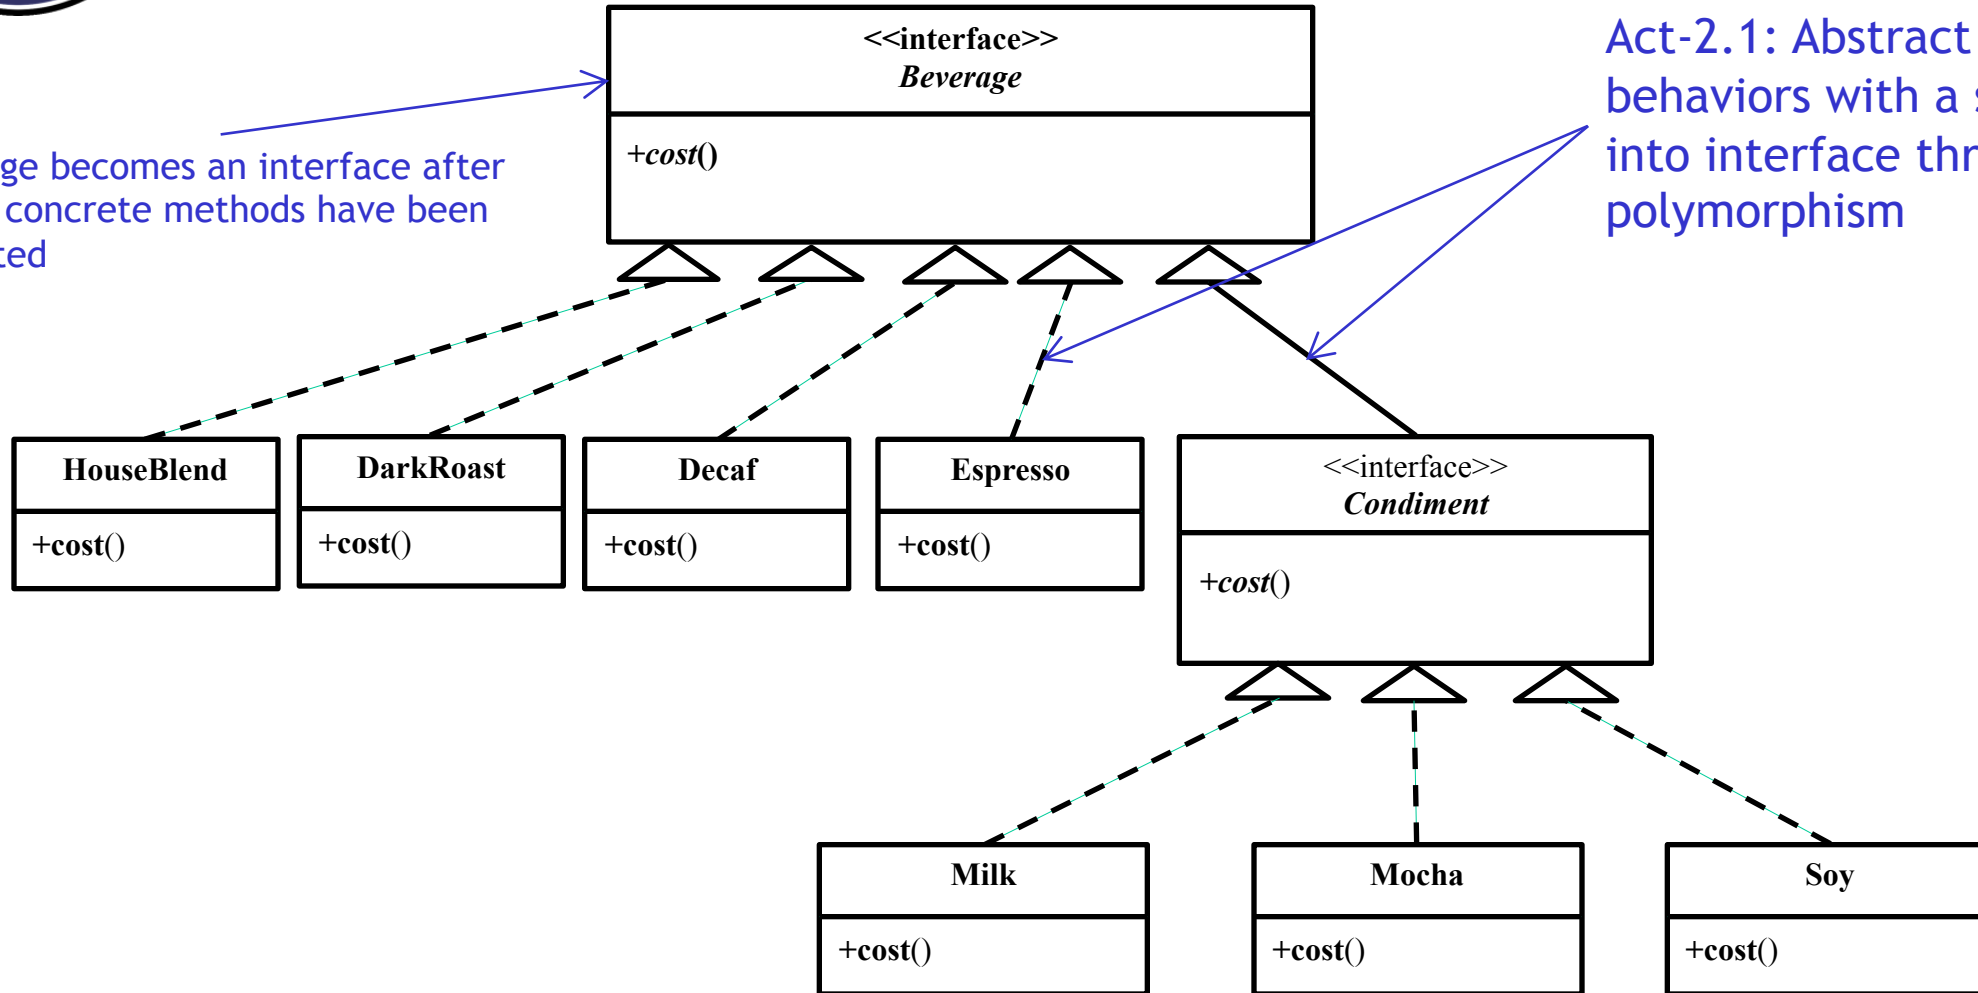 <<interface>>
Beverage
+cost()
Act-2.1: Abstract
behaviors with a s
into interface thr
polymorphism
ge becomes an interface after
concrete methods have been
ted
HouseBlend
+cost()
DarkRoast
+cost()
Decaf
+cost()
Espresso
+cost()
<<interface>>
Condiment
+cost()
Milk
+cost()
Mocha
+cost()
Soy
+cost()